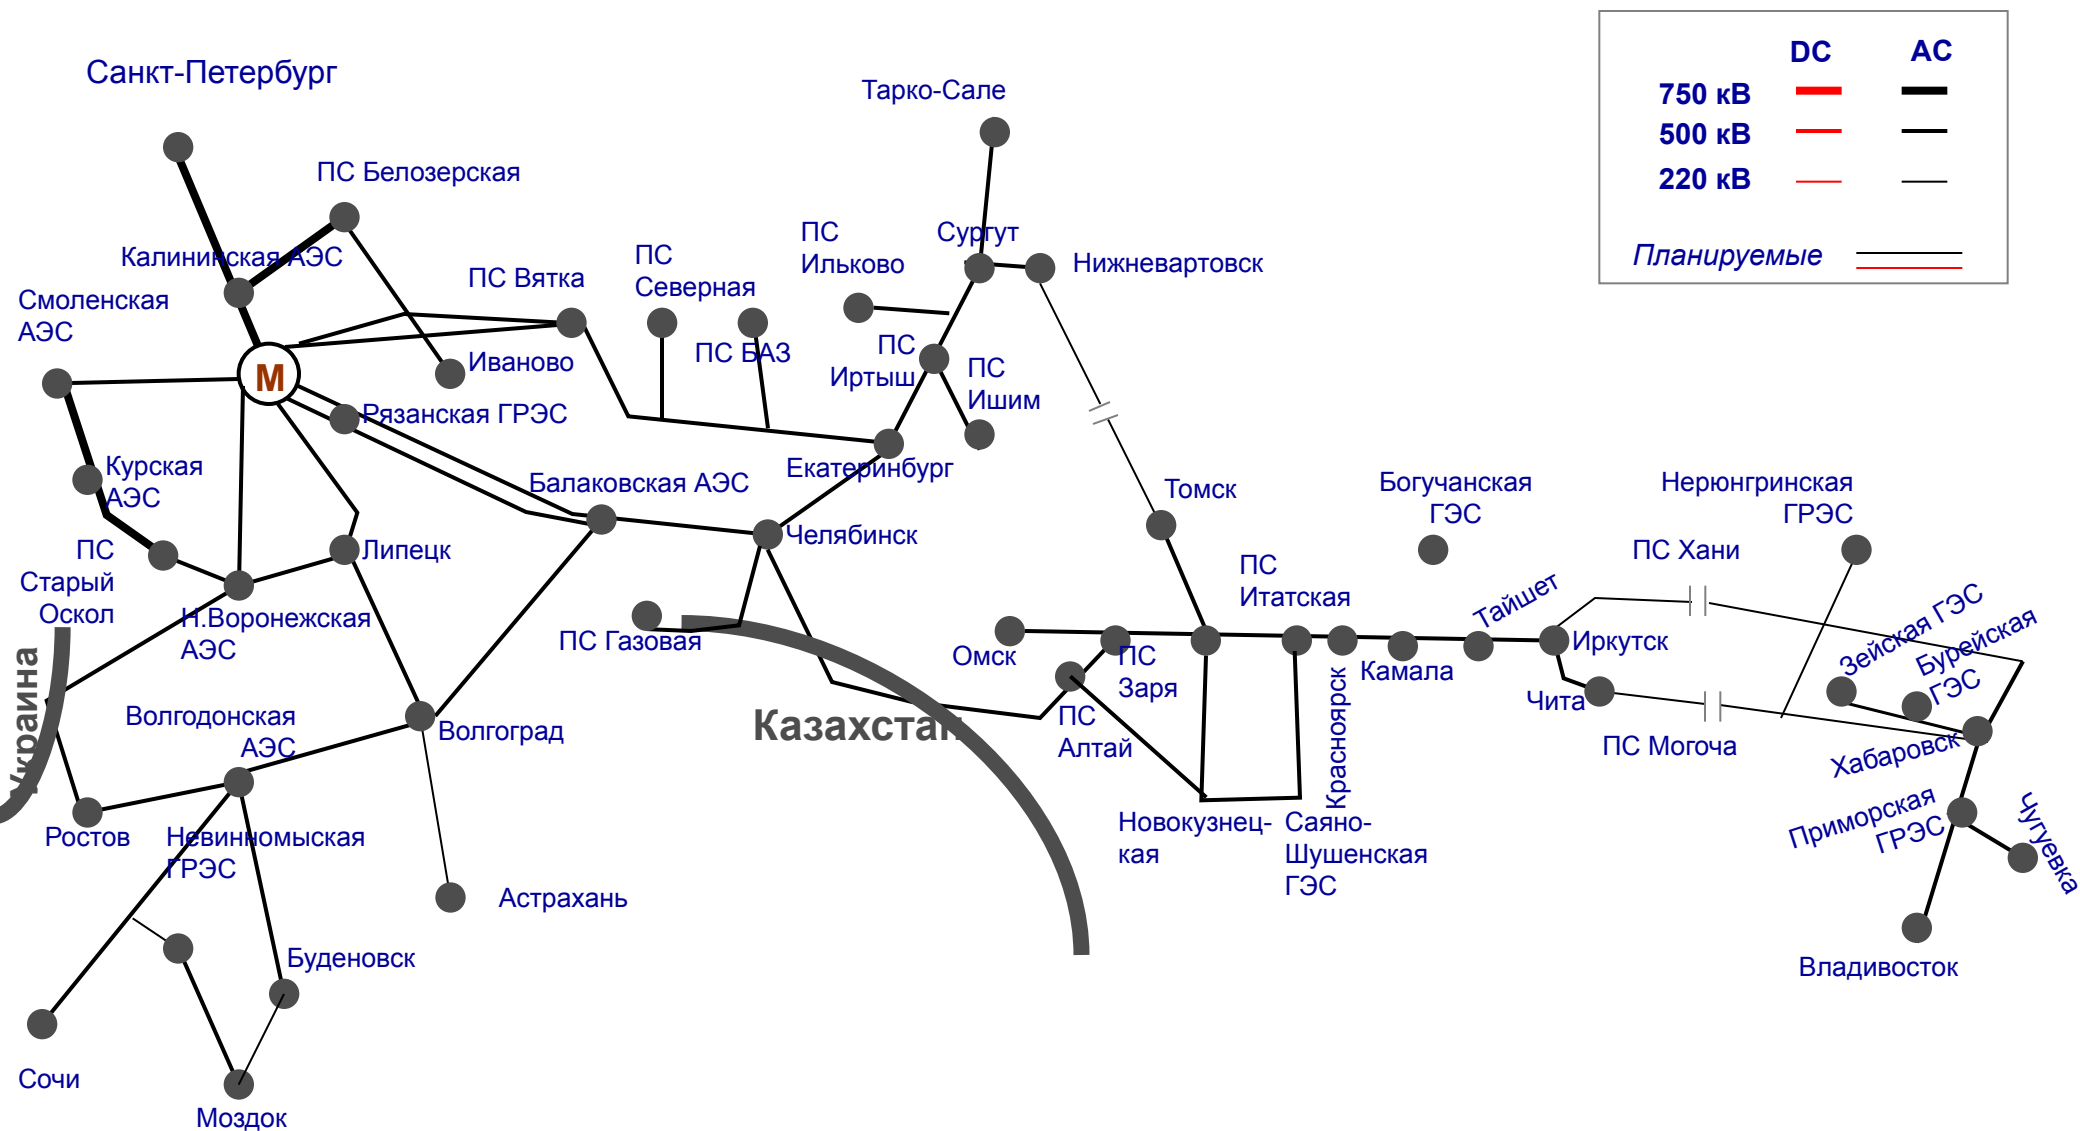 Санкт-Петербург
Тарко-Сале
DC AC
750 кВ
500 кВ
220 кВ
Планируемые
ПС Белозерская
Калининская АЭС
Смоленская
АЭС
ПС Вятка
ПС
Северная
ПС
Ильково
Сургут
Нижневартовск
М
Иваново
ПС БАЗ
ПС
Иртыш
ПС
Ишим
Рязанская ГРЭС
Курская
АЭС
Балаковская АЭС
Екатеринбург
Томск
Богучанская
ГЭС
Нерюнгринская
ГРЭС
ПС
Старый
Оскол
Липецк
Челябинск
ПС Хани
ПС
Итатская
Тайшет
Иркутск
Зейская ГЭС
Бурейская
ГЭС
Н.Воронежская
АЭС
ПС Газовая
Омск
ПС
Заря
Камала
Красноярск
Чита
Украина
Волгодонская
АЭС
Волгоград
Казахстан
ПС
Алтай
ПС Могоча
Хабаровск
Ростов
Невинномыская
ГРЭС
Новокузнец-
кая
Саяно-
Шушенская
ГЭС
Приморская
ГРЭС
Чугуевка
Астрахань
Буденовск
Владивосток
Сочи
Моздок